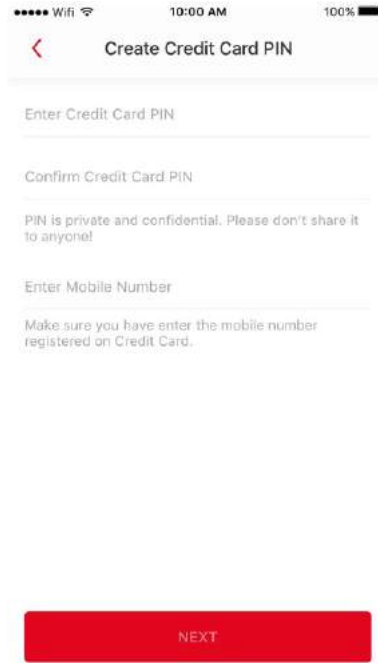 Wifi 10:00 AM 100%
Create Credit Card PIN
Enter Credit Card PIN
Confirm Credit Card PIN
PIN is private and confidential. Please don't share it
to anyone!
Enter Mobile Number
Make sure you have enter the mobile number
registered on Credit Card.
NEXT